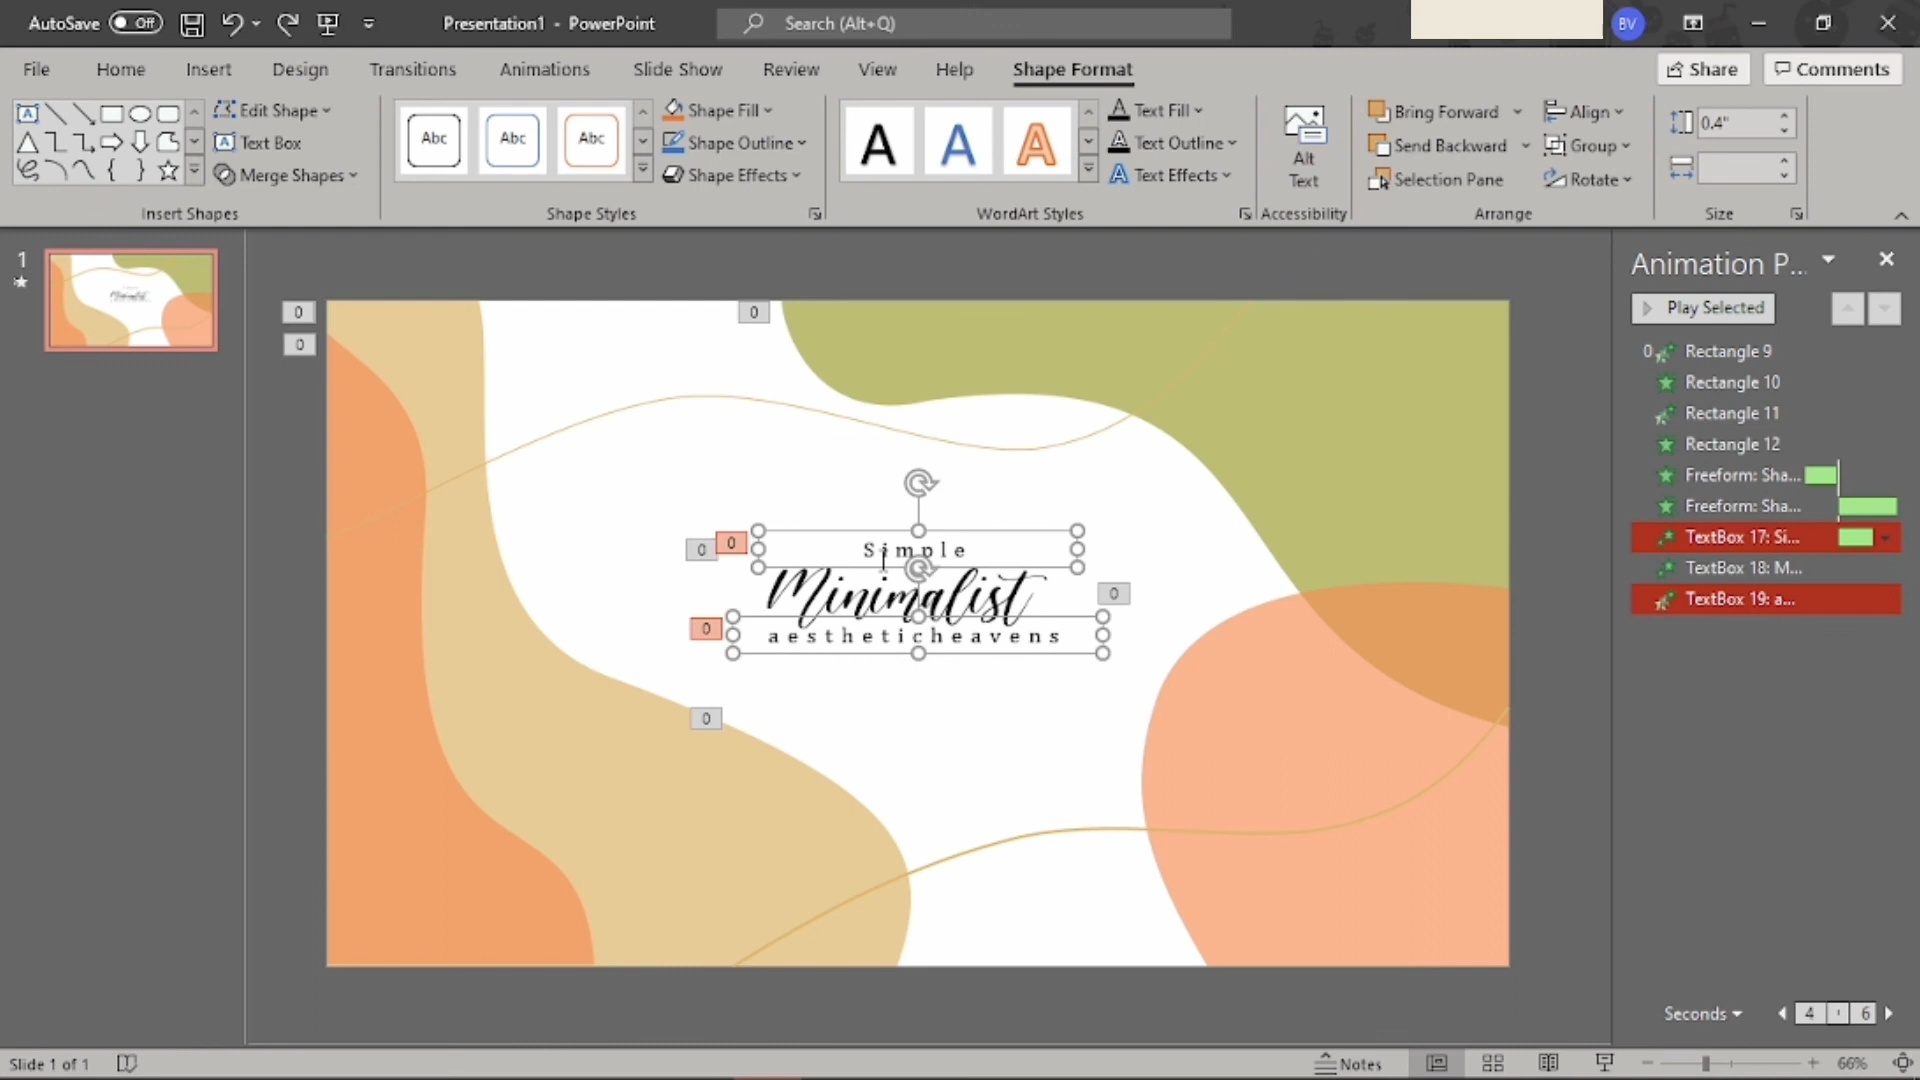 AutoSave Off Presentation1 - PowerPoint Search (Alt+Q) BV
File Home Insert Design Transitions Animations Slide Show Review View Help Shape Format Share Comments
Edit Shape Abc Abc Abc Shape Fill A A A Text Fill Bring Forward Align 0.4"
Text Box Shape Outline Text Outline Alt Text Send Backward Group
Merge Shapes Shape Effects Text Effects Selection Pane Rotate
Insert Shapes Shape Styles WordArt Styles Accessibility Arrange Size
1
Animation P...
Play Selected
0 Rectangle 9
Rectangle 10
Rectangle 11
Rectangle 12
Freeform: Sha...
Freeform: Sha...
TextBox 17: Si...
TextBox 18: M...
TextBox 19: a...
0 0
0
0 0 Simple
Minimalist 0
0 aestheticheavens
0
Seconds 4 6
Slide 1 of 1 Notes 66%